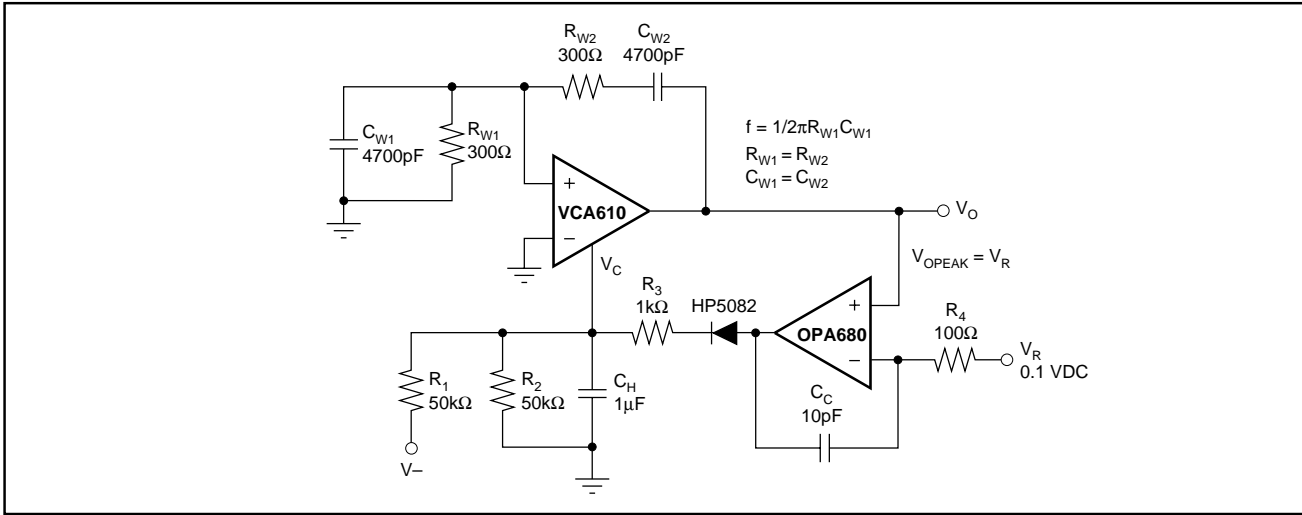 R_W2
300Ω
C_W2
4700pF
C_W1
4700pF
R_W1
300Ω
f = 1/2πR_W1C_W1
R_W1 = R_W2
C_W1 = C_W2
+
VCA610
–
V_O
V_C
V_OPEAK = V_R
R_3
1kΩ
HP5082
+
OPA680
–
R_4
100Ω
V_R
0.1 VDC
R_1
50kΩ
R_2
50kΩ
C_H
1µF
C_C
10pF
V–